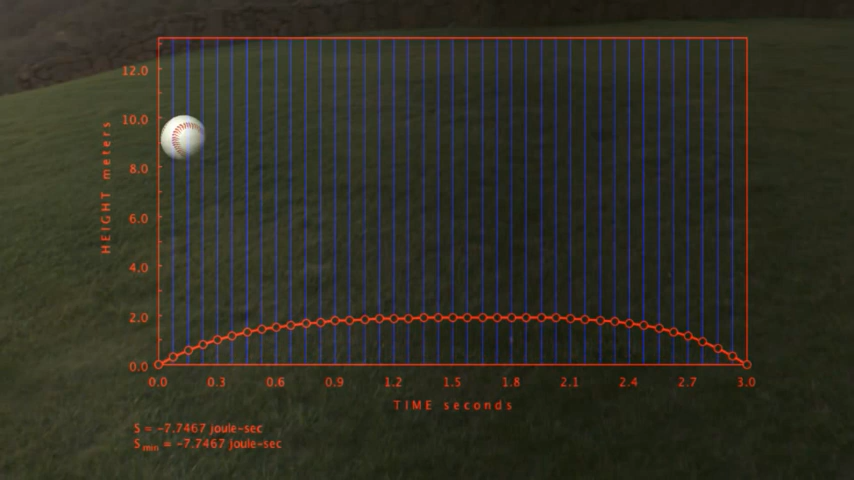 12.0
10.0
8.0
6.0
4.0
2.0
0.0
HEIGHT meters
0.0 0.3 0.6 0.9 1.2 1.5 1.8 2.1 2.4 2.7 3.0
TIME seconds
S = -7.7467 joule-sec
Smin = -7.7467 joule-sec